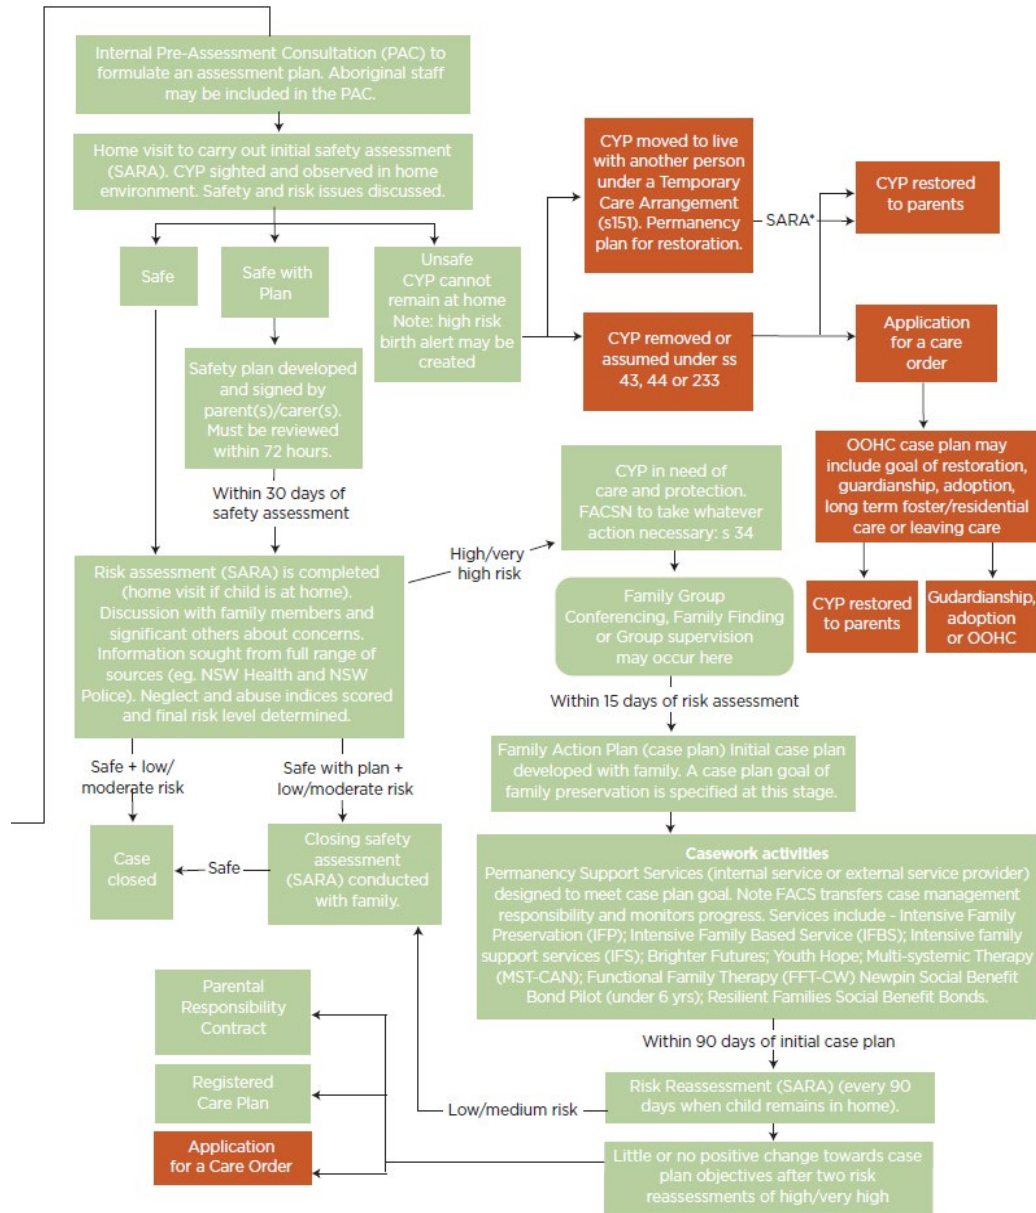 Internal Pre-Assessment Consultation (PAC) to
formulate an assessment plan. Aboriginal staff
may be included in the PAC.
Home visit to carry out initial safety assessment
(SARA). CYP sighted and observed in home
environment. Safety and risk issues discussed.
CYP moved to live
with another person
under a Temporary
Care Arrangement
(s151). Permanency
plan for restoration.
SARA*
CYP restored
to parents
Safe
Safe with
Plan
Unsafe
CYP cannot
remain at home
Note: high risk
birth alert may be
created
CYP removed or
assumed under ss
43, 44 or 233
Application
for a care
order
Safety plan developed
and signed by
parent(s)/carer(s).
Must be reviewed
within 72 hours.
OOHC case plan may
include goal of restoration,
guardianship, adoption,
long term foster/residential
care or leaving care
Within 30 days of
safety assessment
CYP in need of
care and protection.
FACSN to take whatever
action necessary: s 34
High/very
high risk
Risk assessment (SARA) is completed
(home visit if child is at home).
Discussion with family members and
significant others about concerns.
Information sought from full range of
sources (eg. NSW Health and NSW
Police). Neglect and abuse indices scored
and final risk level determined.
Family Group
Conferencing, Family Finding
or Group supervision
may occur here
CYP restored
to parents
Gudardianship,
adoption
or OOHC
Within 15 days of risk assessment
Safe + low/
moderate risk
Safe with plan +
low/moderate risk
Family Action Plan (case plan) Initial case plan
developed with family. A case plan goal of
family preservation is specified at this stage.
Case
closed
Safe
Closing safety
assessment
(SARA) conducted
with family.
Casework activities
Permanency Support Services (internal service or external service provider)
designed to meet case plan goal. Note FACS transfers case management
responsibility and monitors progress. Services include - Intensive Family
Preservation (IFP); Intensive Family Based Service (IFBS); Intensive family
support services (IFS); Brighter Futures; Youth Hope; Multi-systemic Therapy
(MST-CAN); Functional Family Therapy (FFT-CW) Newpin Social Benefit
Bond Pilot (under 6 yrs); Resilient Families Social Benefit Bonds.
Within 90 days of initial case plan
Parental
Responsibility
Contract
Registered
Care Plan
Application
for a Care Order
Low/medium risk
Risk Reassessment (SARA) (every 90
days when child remains in home).
Little or no positive change towards case
plan objectives after two risk
reassessments of high/very high